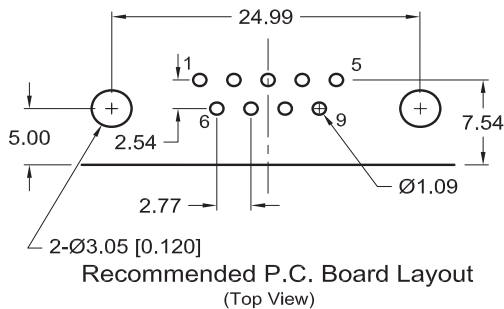 24.99
1
5
6
9
5.00
2.54
7.54
2.77
Ø1.09
2-Ø3.05 [0.120]
Recommended P.C. Board Layout
(Top View)